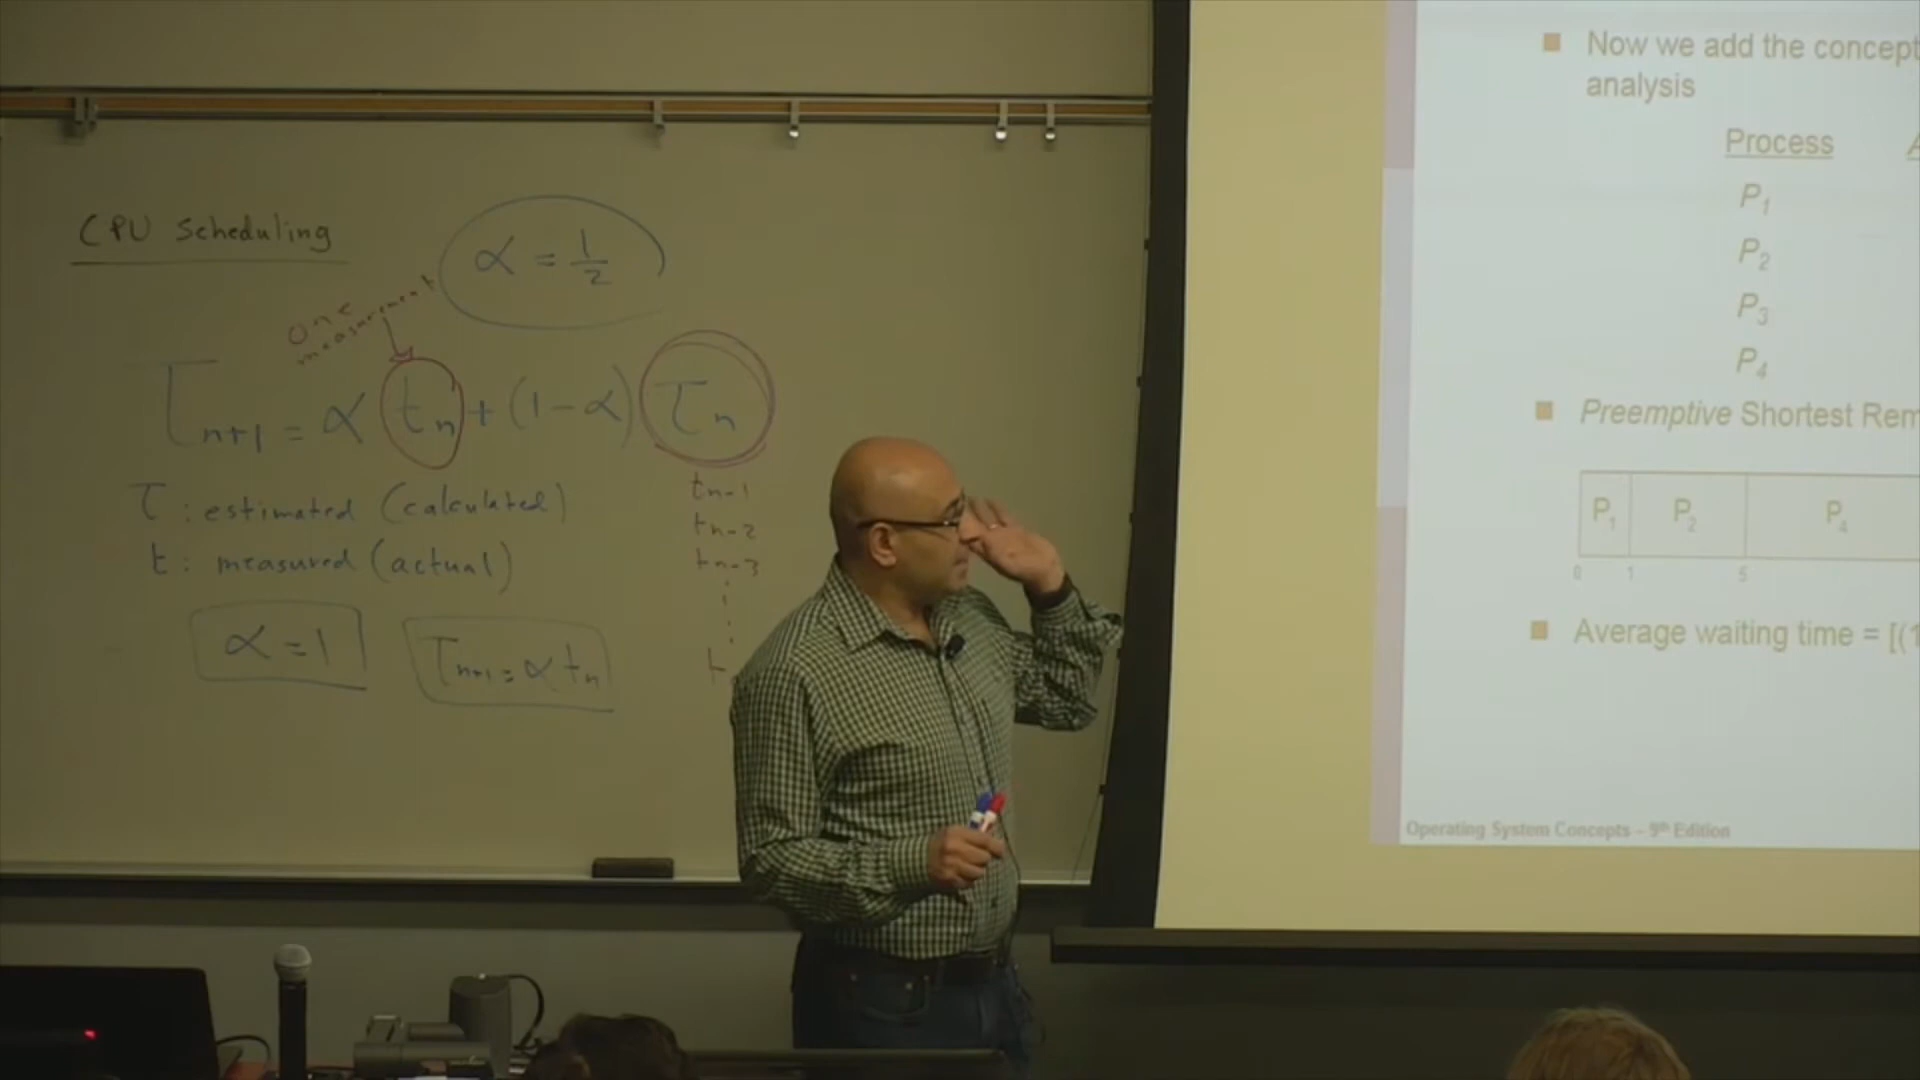 CPU Scheduling
α = 1/2
one
measurement
τn+1 = α tn + (1-α) τn
τ : estimated (calculated)
t : measured (actual)
tn-1
tn-2
tn-3
t
α = 1
τn+1 = α tn
Now we add the concept
analysis
Process
P1
P2
P3
P4
Preemptive Shortest Rem
P1 P2 P4
0 1 5
Average waiting time = [(1
Operating System Concepts – 9th Edition